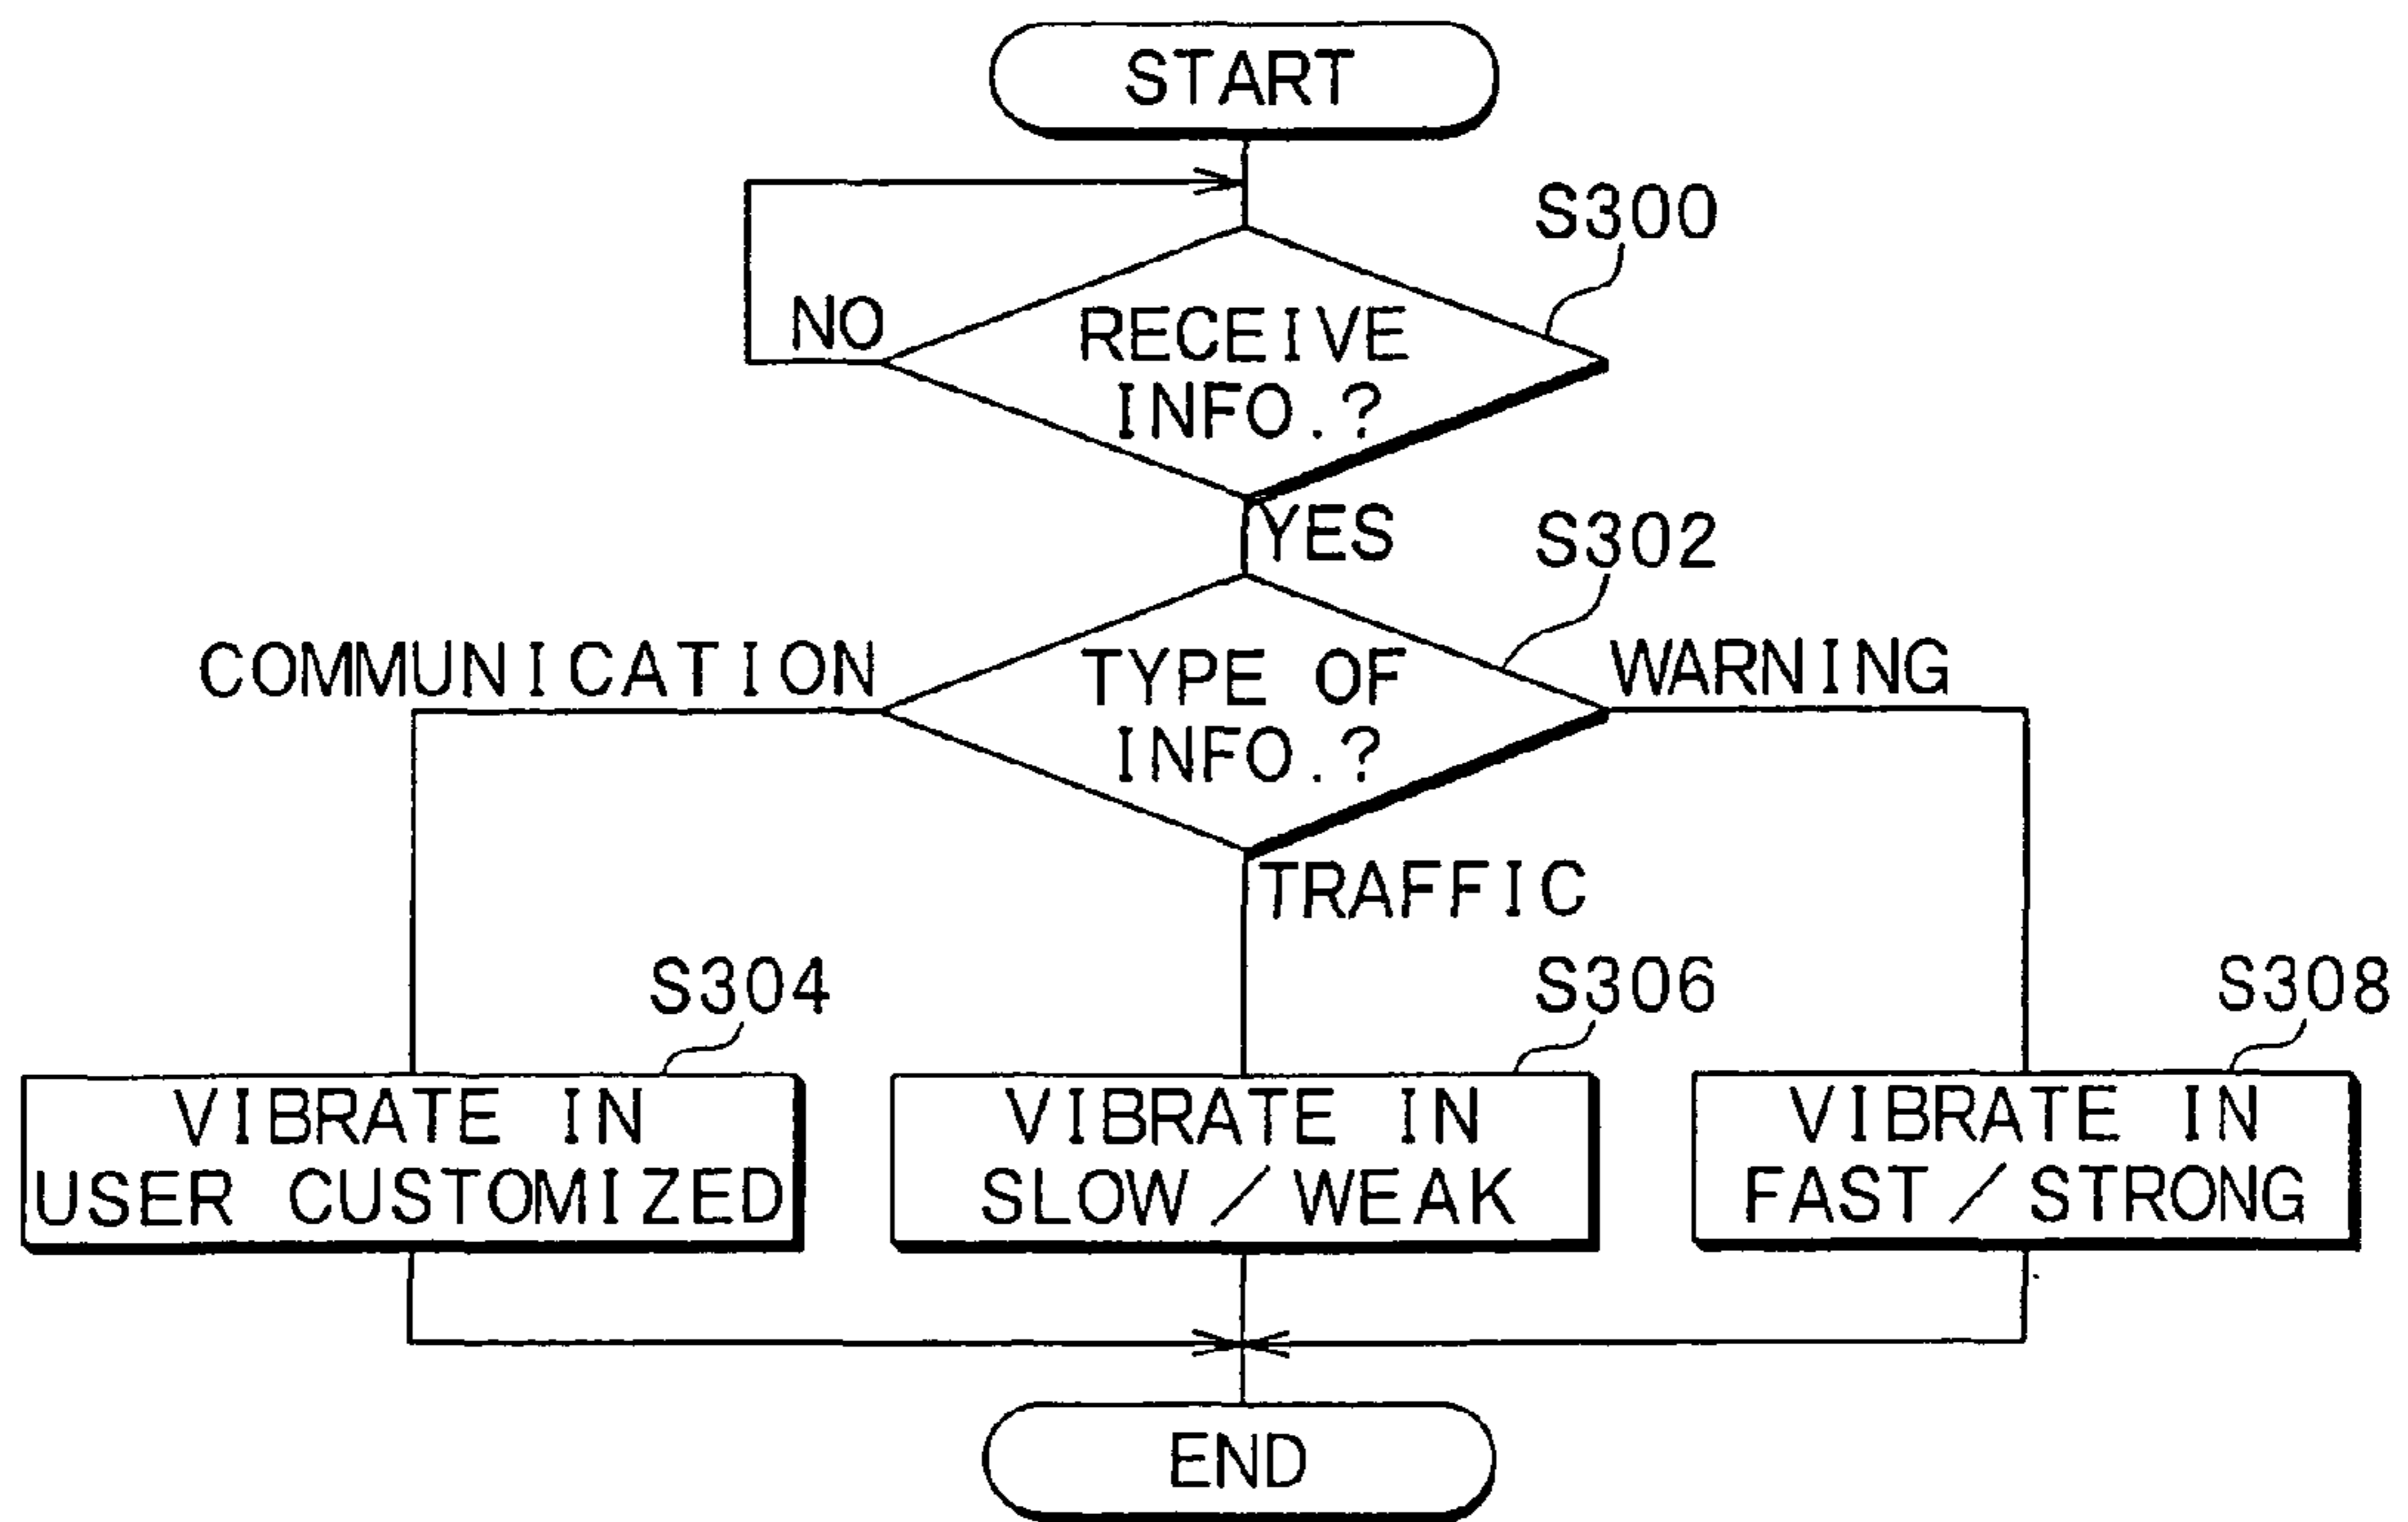 START
S300
NO
RECEIVE
INFO.?
YES
S302
COMMUNICATION
TYPE OF
INFO.?
WARNING
TRAFFIC
S304
S306
S308
VIBRATE IN
USER CUSTOMIZED
VIBRATE IN
SLOW/WEAK
VIBRATE IN
FAST/STRONG
END